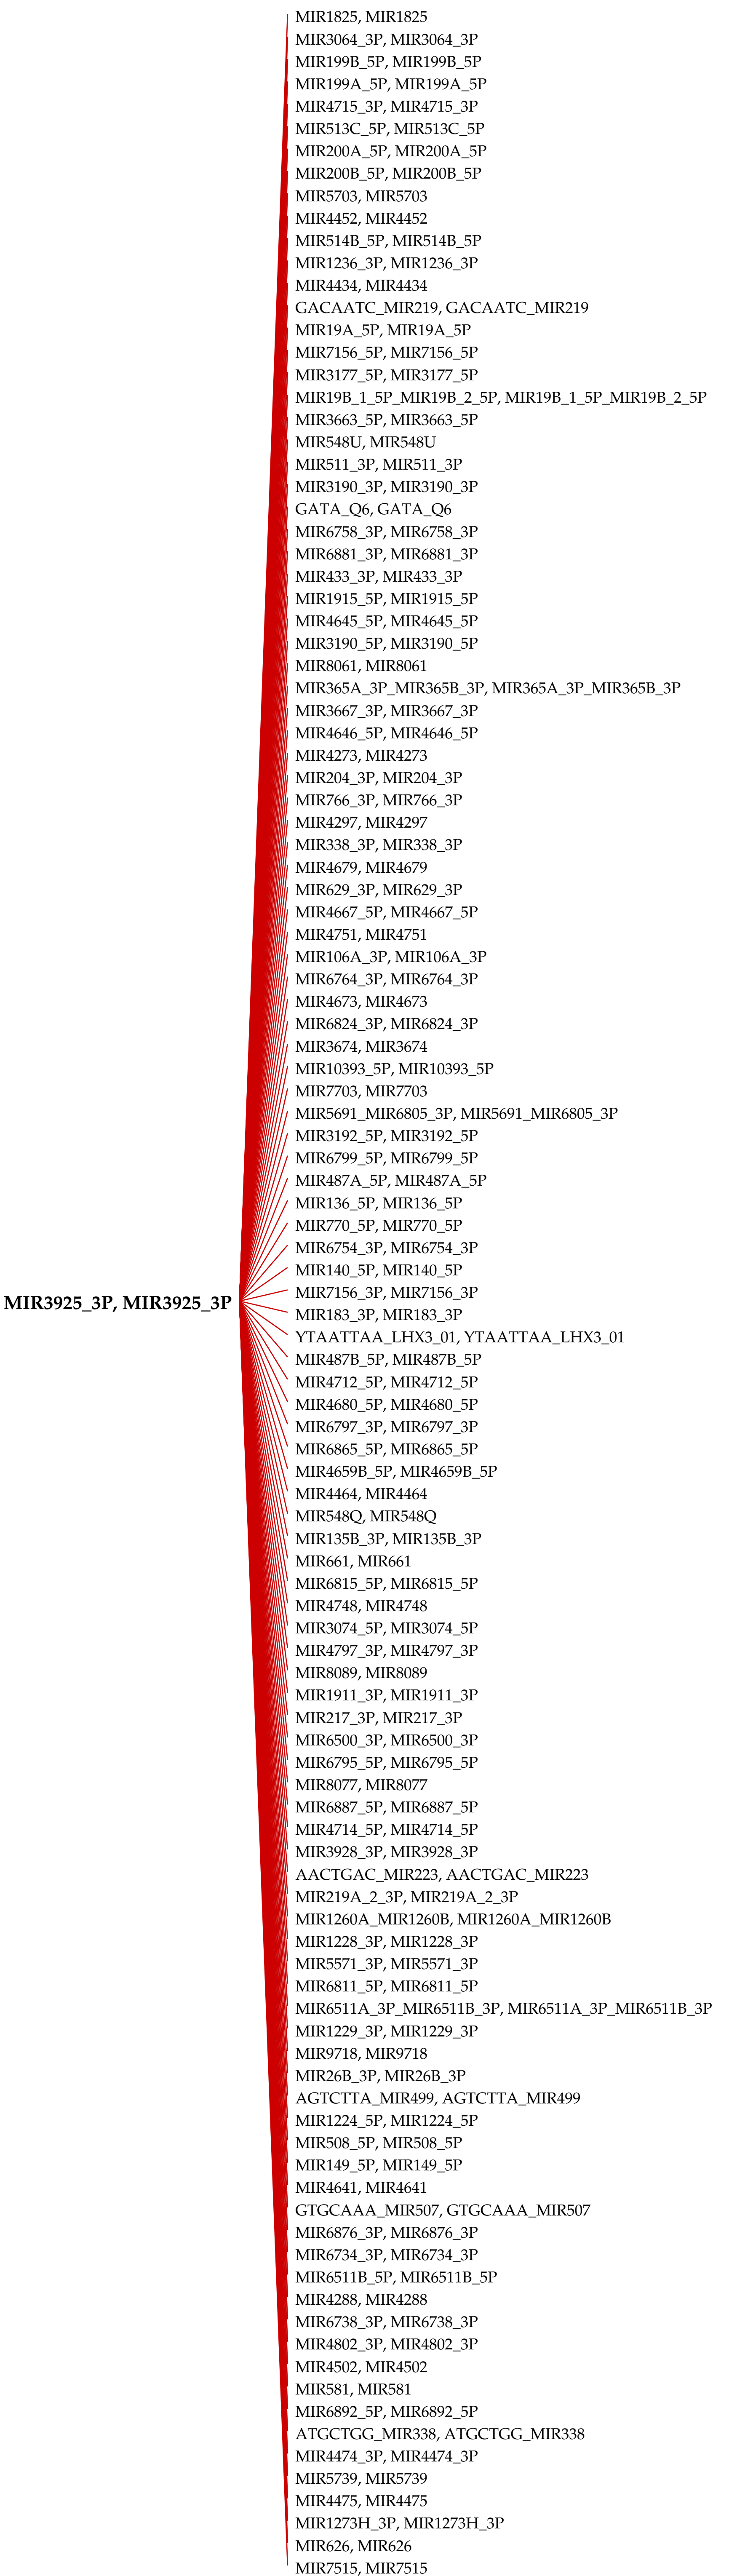 MIR1825, MIR1825
MIR3064_3P, MIR3064_3P
MIR199B_5P, MIR199B_5P
MIR199A_5P, MIR199A_5P
MIR4715_3P, MIR4715_3P
MIR513C_5P, MIR513C_5P
MIR200A_5P, MIR200A_5P
MIR200B_5P, MIR200B_5P
MIR5703, MIR5703
MIR4452, MIR4452
MIR514B_5P, MIR514B_5P
MIR1236_3P, MIR1236_3P
MIR4434, MIR4434
GACAATC_MIR219, GACAATC_MIR219
MIR19A_5P, MIR19A_5P
MIR7156_5P, MIR7156_5P
MIR3177_5P, MIR3177_5P
MIR19B_1_5P_MIR19B_2_5P, MIR19B_1_5P_MIR19B_2_5P
MIR3663_5P, MIR3663_5P
MIR548U, MIR548U
MIR511_3P, MIR511_3P
MIR3190_3P, MIR3190_3P
GATA_Q6, GATA_Q6
MIR6758_3P, MIR6758_3P
MIR6881_3P, MIR6881_3P
MIR433_3P, MIR433_3P
MIR1915_5P, MIR1915_5P
MIR4645_5P, MIR4645_5P
MIR3190_5P, MIR3190_5P
MIR8061, MIR8061
MIR365A_3P_MIR365B_3P, MIR365A_3P_MIR365B_3P
MIR3667_3P, MIR3667_3P
MIR4646_5P, MIR4646_5P
MIR4273, MIR4273
MIR204_3P, MIR204_3P
MIR766_3P, MIR766_3P
MIR4297, MIR4297
MIR338_3P, MIR338_3P
MIR4679, MIR4679
MIR629_3P, MIR629_3P
MIR4667_5P, MIR4667_5P
MIR4751, MIR4751
MIR106A_3P, MIR106A_3P
MIR6764_3P, MIR6764_3P
MIR4673, MIR4673
MIR6824_3P, MIR6824_3P
MIR3674, MIR3674
MIR10393_5P, MIR10393_5P
MIR7703, MIR7703
MIR5691_MIR6805_3P, MIR5691_MIR6805_3P
MIR3192_5P, MIR3192_5P
MIR6799_5P, MIR6799_5P
MIR487A_5P, MIR487A_5P
MIR136_5P, MIR136_5P
MIR770_5P, MIR770_5P
MIR6754_3P, MIR6754_3P
MIR140_5P, MIR140_5P
MIR7156_3P, MIR7156_3P
MIR3925_3P, MIR3925_3P
MIR183_3P, MIR183_3P
YTAATTAA_LHX3_01, YTAATTAA_LHX3_01
MIR487B_5P, MIR487B_5P
MIR4712_5P, MIR4712_5P
MIR4680_5P, MIR4680_5P
MIR6797_3P, MIR6797_3P
MIR6865_5P, MIR6865_5P
MIR4659B_5P, MIR4659B_5P
MIR4464, MIR4464
MIR548Q, MIR548Q
MIR135B_3P, MIR135B_3P
MIR661, MIR661
MIR6815_5P, MIR6815_5P
MIR4748, MIR4748
MIR3074_5P, MIR3074_5P
MIR4797_3P, MIR4797_3P
MIR8089, MIR8089
MIR1911_3P, MIR1911_3P
MIR217_3P, MIR217_3P
MIR6500_3P, MIR6500_3P
MIR6795_5P, MIR6795_5P
MIR8077, MIR8077
MIR6887_5P, MIR6887_5P
MIR4714_5P, MIR4714_5P
MIR3928_3P, MIR3928_3P
AACTGAC_MIR223, AACTGAC_MIR223
MIR219A_2_3P, MIR219A_2_3P
MIR1260A_MIR1260B, MIR1260A_MIR1260B
MIR1228_3P, MIR1228_3P
MIR5571_3P, MIR5571_3P
MIR6811_5P, MIR6811_5P
MIR6511A_3P_MIR6511B_3P, MIR6511A_3P_MIR6511B_3P
MIR1229_3P, MIR1229_3P
MIR9718, MIR9718
MIR26B_3P, MIR26B_3P
AGTCTTA_MIR499, AGTCTTA_MIR499
MIR1224_5P, MIR1224_5P
MIR508_5P, MIR508_5P
MIR149_5P, MIR149_5P
MIR4641, MIR4641
GTGCAAA_MIR507, GTGCAAA_MIR507
MIR6876_3P, MIR6876_3P
MIR6734_3P, MIR6734_3P
MIR6511B_5P, MIR6511B_5P
MIR4288, MIR4288
MIR6738_3P, MIR6738_3P
MIR4802_3P, MIR4802_3P
MIR4502, MIR4502
MIR581, MIR581
MIR6892_5P, MIR6892_5P
ATGCTGG_MIR338, ATGCTGG_MIR338
MIR4474_3P, MIR4474_3P
MIR5739, MIR5739
MIR4475, MIR4475
MIR1273H_3P, MIR1273H_3P
MIR626, MIR626
MIR7515, MIR7515